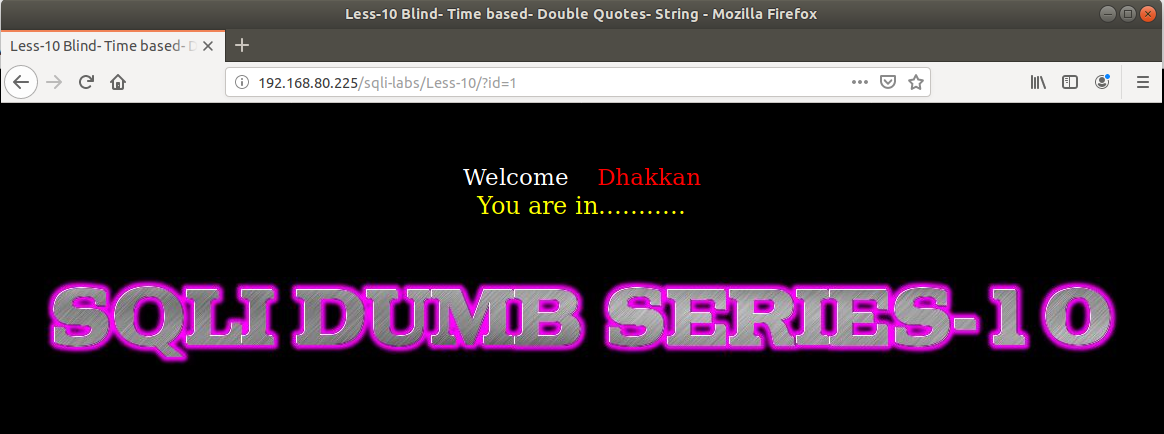 Less-10 Blind- Time based- Double Quotes- String - Mozilla Firefox
Less-10 Blind- Time based- D
192.168.80.225/sqli-labs/Less-10/?id=1
Welcome Dhakkan
You are in...........
SQLI DUMB SERIES-10